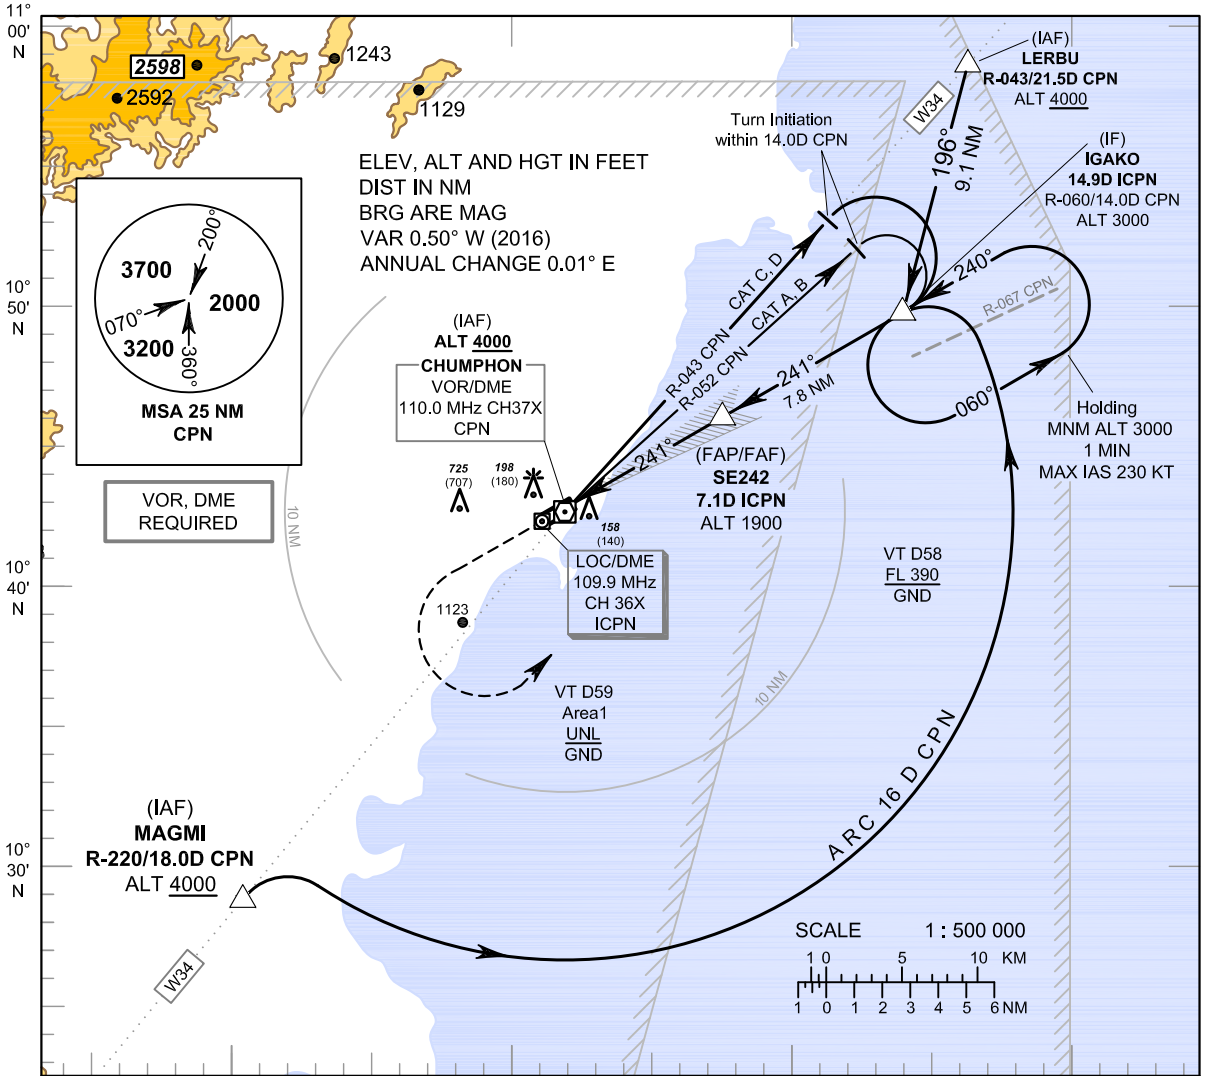 11°
00'
N
2598
2592
1243
1129
(IAF)
LERBU
R-043/21.5D CPN
ALT 4000
W34
Turn Initiation
within 14.0D CPN
196°
9.1 NM
(IF)
IGAKO
14.9D ICPN
R-060/14.0D CPN
ALT 3000
ELEV, ALT AND HGT IN FEET
DIST IN NM
BRG ARE MAG
VAR 0.50° W (2016)
ANNUAL CHANGE 0.01° E
200°
3700
2000
070°
3200
360°
MSA 25 NM
CPN
10°
50'
N
CAT C, D
CAT A, B
R-043 CPN
R-052 CPN
240°
R-067 CPN
060°
241°
7.8 NM
241°
(IAF)
ALT 4000
CHUMPHON
VOR/DME
110.0 MHz CH37X
CPN
Holding
MNM ALT 3000
1 MIN
MAX IAS 230 KT
VOR, DME
REQUIRED
725
(707)
198
(180)
158
(140)
(FAP/FAF)
SE242
7.1D ICPN
ALT 1900
10 NM
LOC/DME
109.9 MHz
CH 36X
ICPN
VT D58
FL 390
GND
10°
40'
N
1123
VT D59
Area1
UNL
GND
10 NM
ARC 16 D CPN
(IAF)
MAGMI
R-220/18.0D CPN
ALT 4000
10°
30'
N
W34
SCALE 1 : 500 000
1 0 5 10 KM
1 0 1 2 3 4 5 6 NM